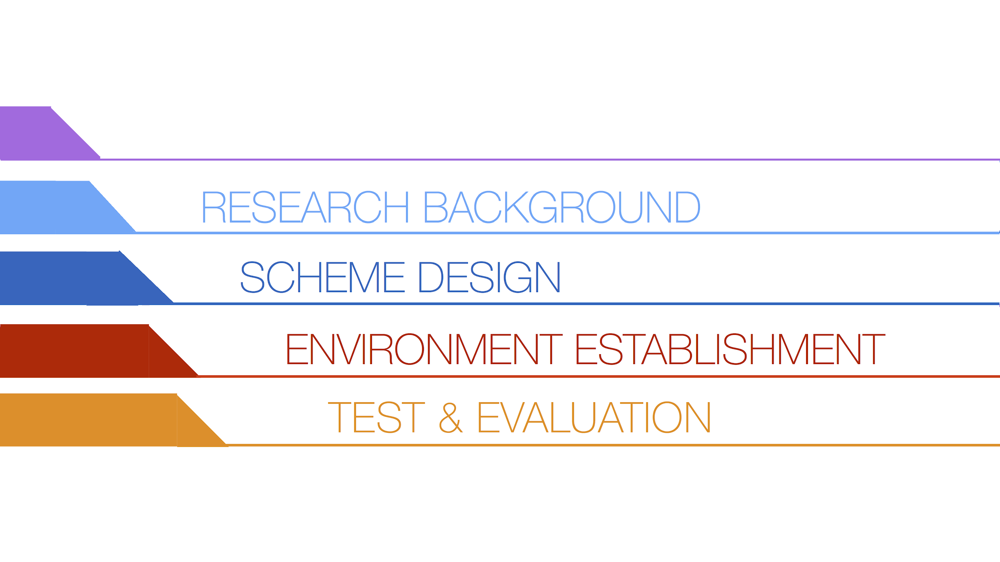 RESEARCH BACKGROUND
SCHEME DESIGN
ENVIRONMENT ESTABLISHMENT
TEST & EVALUATION